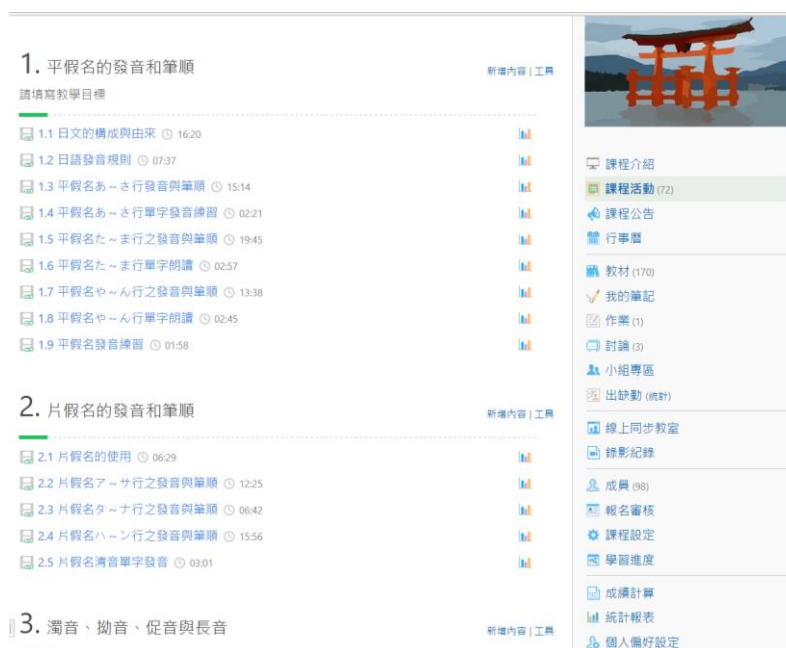 1. 平假名的發音和筆順
新增內容 | 工具
請填寫教學目標
1.1 日文的構成與由來 16:20
1.2 日語發音規則 07:37
1.3 平假名あ~さ行發音與筆順 15:14
1.4 平假名あ~さ行單字發音練習 02:21
1.5 平假名た~ま行之發音與筆順 19:45
1.6 平假名た~ま行單字朗讀 02:57
1.7 平假名や~ん行之發音與筆順 13:38
1.8 平假名や~ん行單字朗讀 02:45
1.9 平假名發音練習 01:58
2. 片假名的發音和筆順
新增內容 | 工具
2.1 片假名的使用 06:29
2.2 片假名ア~サ行之發音與筆順 12:25
2.3 片假名タ~ナ行之發音與筆順 06:42
2.4 片假名ハ~ン行之發音與筆順 15:56
2.5 片假名清音單字發音 03:01
3. 濁音、拗音、促音與長音
新增內容 | 工具
課程介紹
課程活動 (72)
課程公告
行事曆
教材 (170)
我的筆記
作業 (1)
討論 (3)
小組專區
出缺勤 (統計)
線上同步教室
錄影紀錄
成員 (98)
報名審核
課程設定
學習進度
成績計算
統計報表
個人偏好設定